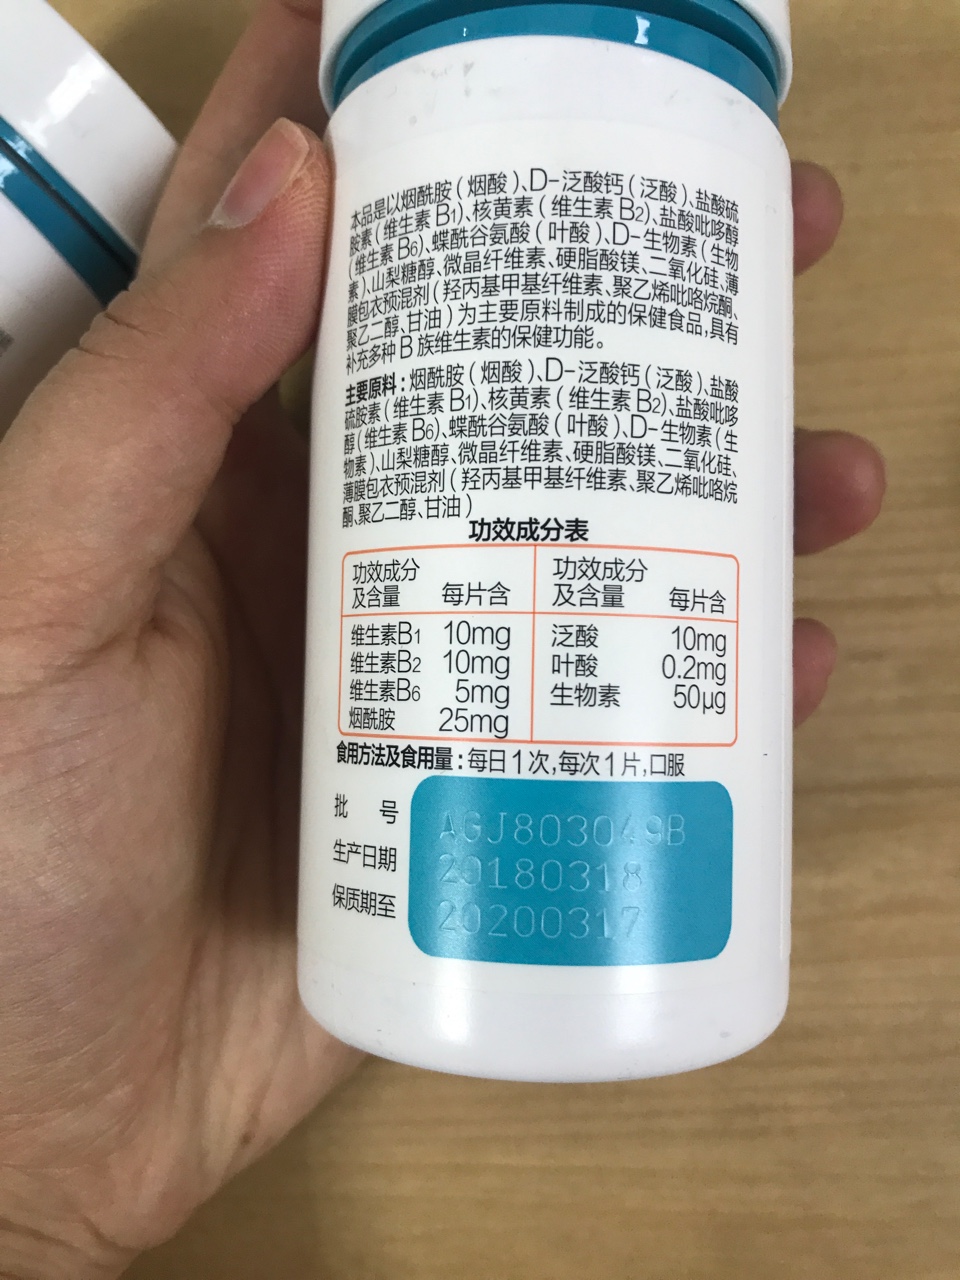 本品是以烟酰胺(烟酸)、D-泛酸钙(泛酸)、盐酸硫
胺素(维生素B1)、核黄素(维生素B2)、盐酸吡哆醇
(维生素B6)、蝶酰谷氨酸(叶酸)、D-生物素(生物
素)、山梨糖醇、微晶纤维素、硬脂酸镁、二氧化硅、薄
膜包衣预混剂(羟丙基甲基纤维素、聚乙烯吡咯烷酮、
聚乙二醇、甘油)为主要原料制成的保健食品,具有
补充多种B族维生素的保健功能。
主要原料:烟酰胺(烟酸)、D-泛酸钙(泛酸)、盐酸
硫胺素(维生素B1)、核黄素(维生素B2)、盐酸吡哆
醇(维生素B6)、蝶酰谷氨酸(叶酸)、D-生物素(生
物素)、山梨糖醇、微晶纤维素、硬脂酸镁、二氧化硅、
薄膜包衣预混剂(羟丙基甲基纤维素、聚乙烯吡咯烷
酮、聚乙二醇、甘油)
功效成分表
功效成分及含量 每片含 功效成分及含量 每片含
维生素B1 10mg 泛酸 10mg
维生素B2 10mg 叶酸 0.2mg
维生素B6 5mg 生物素 50μg
烟酰胺 25mg
食用方法及食用量:每日1次,每次1片,口服
批 号 AGJ803049B
生产日期 20180318
保质期至 20200317